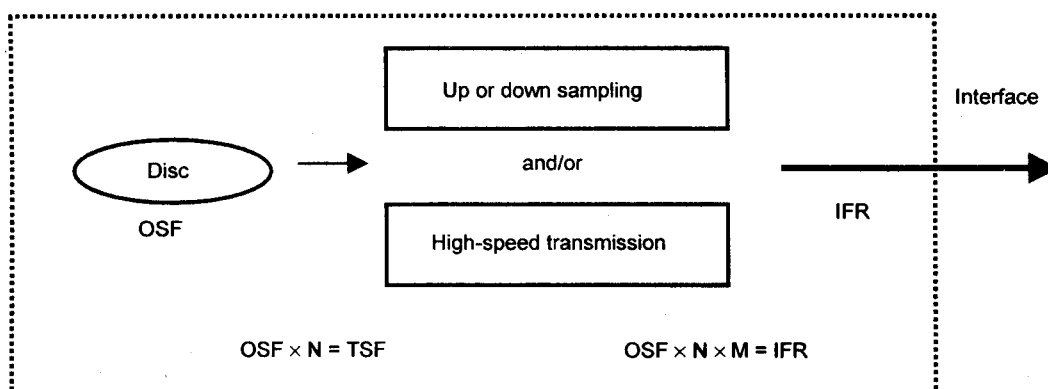 Up or down sampling
Interface
Disc
and/or
OSF
IFR
High-speed transmission
OSF × N = TSF
OSF × N × M = IFR